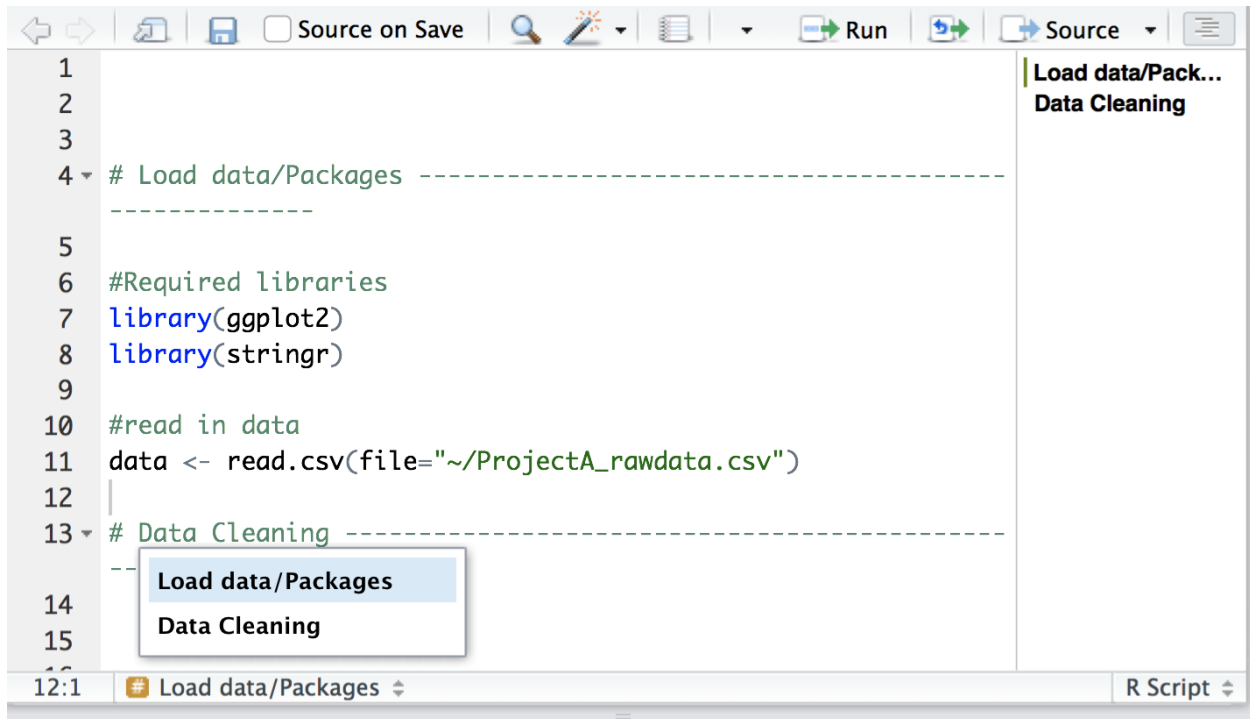 Source on Save Run Source
Load data/Pack...
Data Cleaning
1
2
3
4 # Load data/Packages ----------------------------------------
--------------
5
6 #Required libraries
7 library(ggplot2)
8 library(stringr)
9
10 #read in data
11 data <- read.csv(file="~/ProjectA_rawdata.csv")
12
13 # Data Cleaning ---------------------------------------------
--
Load data/Packages
Data Cleaning
14
15
12:1 # Load data/Packages R Script